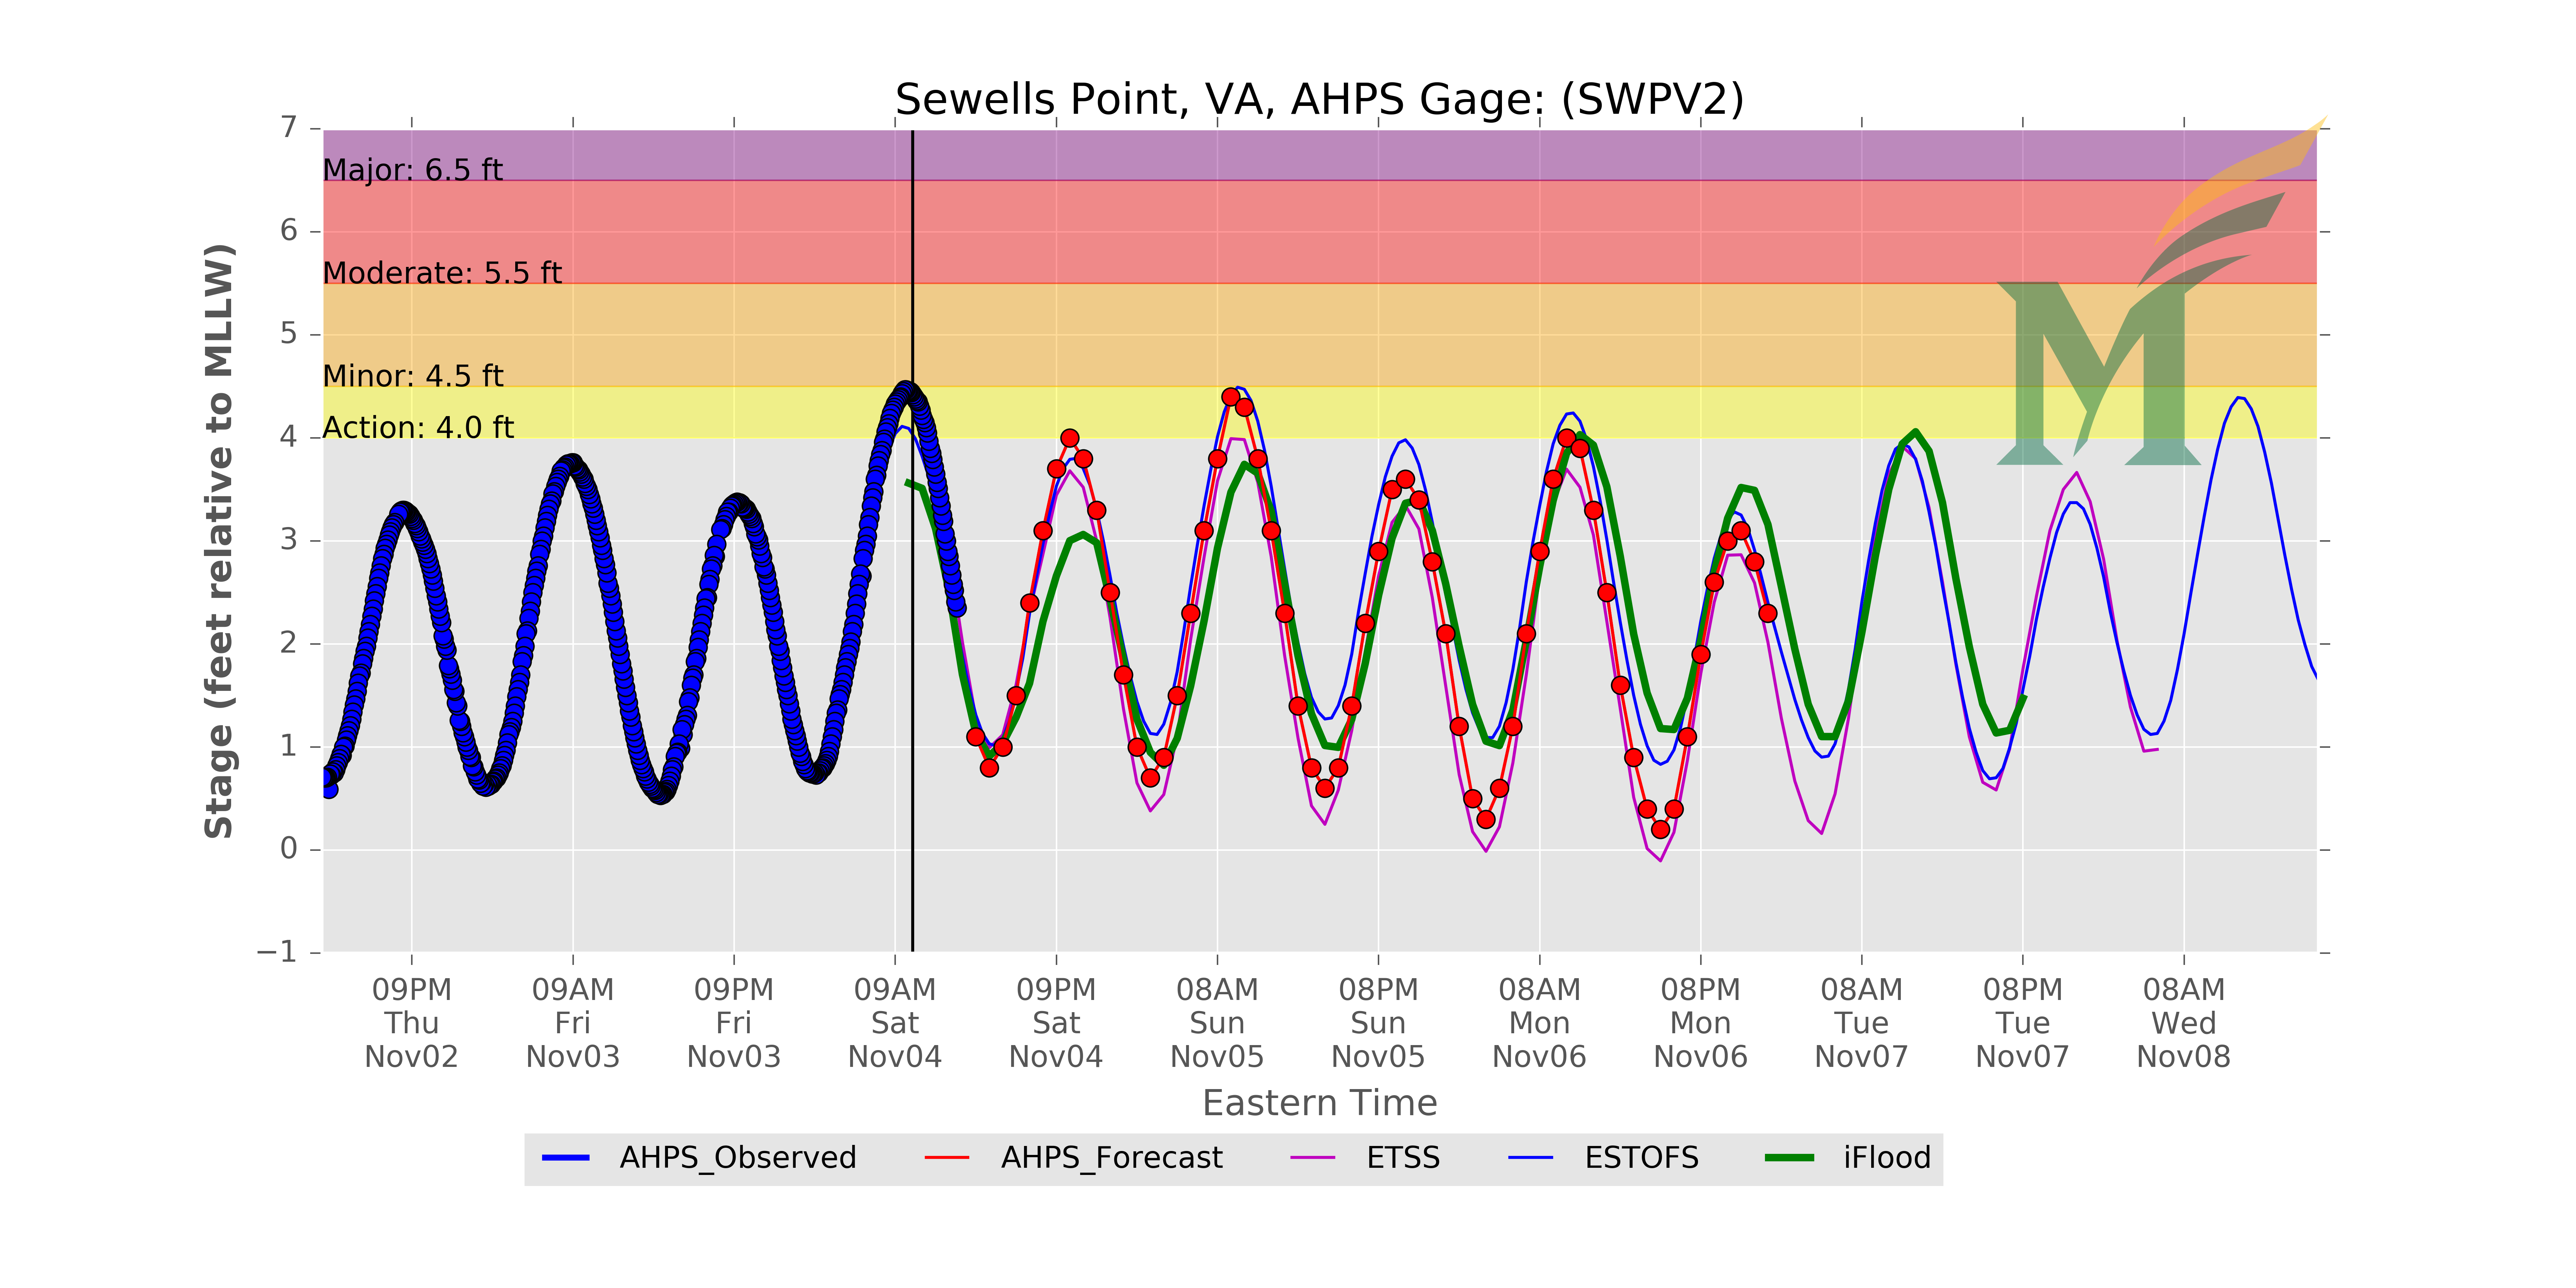 Sewells Point, VA, AHPS Gage: (SWPV2)
7
Major: 6.5 ft
6
Moderate: 5.5 ft
5
Minor: 4.5 ft
Action: 4.0 ft
4
3
2
1
0
−1
Stage (feet relative to MLLW)
09PM 09AM 09PM 09AM 09PM 08AM 08PM 08AM 08PM 08AM 08PM 08AM
Thu Fri Fri Sat Sat Sun Sun Mon Mon Tue Tue Wed
Nov02 Nov03 Nov03 Nov04 Nov04 Nov05 Nov05 Nov06 Nov06 Nov07 Nov07 Nov08
Eastern Time
AHPS_Observed AHPS_Forecast ETSS ESTOFS iFlood
M